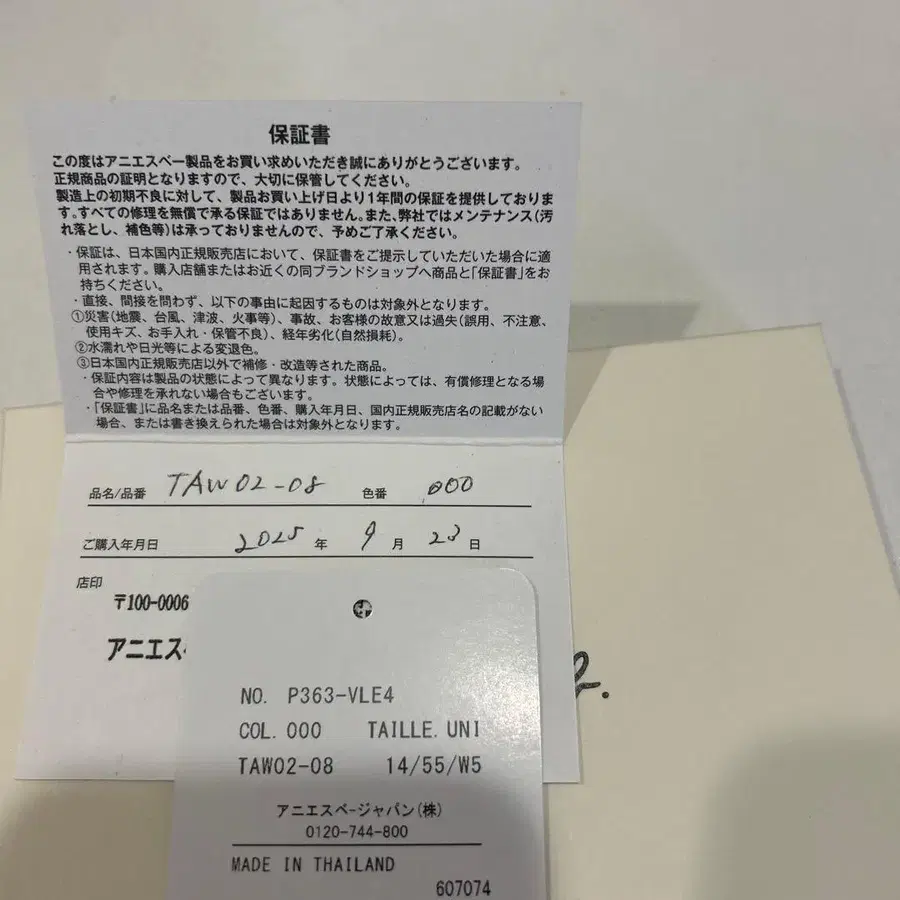 保証書
この度はアニエスベー製品をお買い求めいただき誠にありがとうございます。
正規商品の証明となりますので、大切に保管してください。
製造上の初期不良に対して、製品お買い上げ日より1年間の保証を提供しておりま
す。すべての修理を無償で承る保証ではありません。また、弊社ではメンテナンス(汚
れ落とし、補色等)は承っておりませんので、予めご了承ください。
・保証は、日本国内正規販売店において、保証書をご提示していただいた場合に適
用されます。購入店舗またはお近くの同ブランドショップへ商品と「保証書」をお
持ちください。
・直接、間接を問わず、以下の事由に起因するものは対象外となります。
①災害(地震、台風、津波、火事等)、事故、お客様の故意又は過失(誤用、不注意、
使用キズ、お手入れ・保管不良)、経年劣化(自然損耗)。
②水濡れや日光等による変退色。
③日本国内正規販売店以外で補修・改造等された商品。
・保証内容は製品の状態によって異なります。状態によっては、有償修理となる場
合や修理を承れない場合もございます。
・「保証書」に品名または品番、色番、購入年月日、国内正規販売店名の記載がない
場合、または書き換えられた場合は対象外となります。
品名/品番 TAW02-08 色番 000
ご購入年月日 2025 年 9 月 23 日
店印
〒100-0006
アニエス
b.
NO. P363-VLE4
COL. 000 TAILLE. UNI
TAW02-08 14/55/W5
アニエスベージャパン(株)
0120-744-800
MADE IN THAILAND
607074